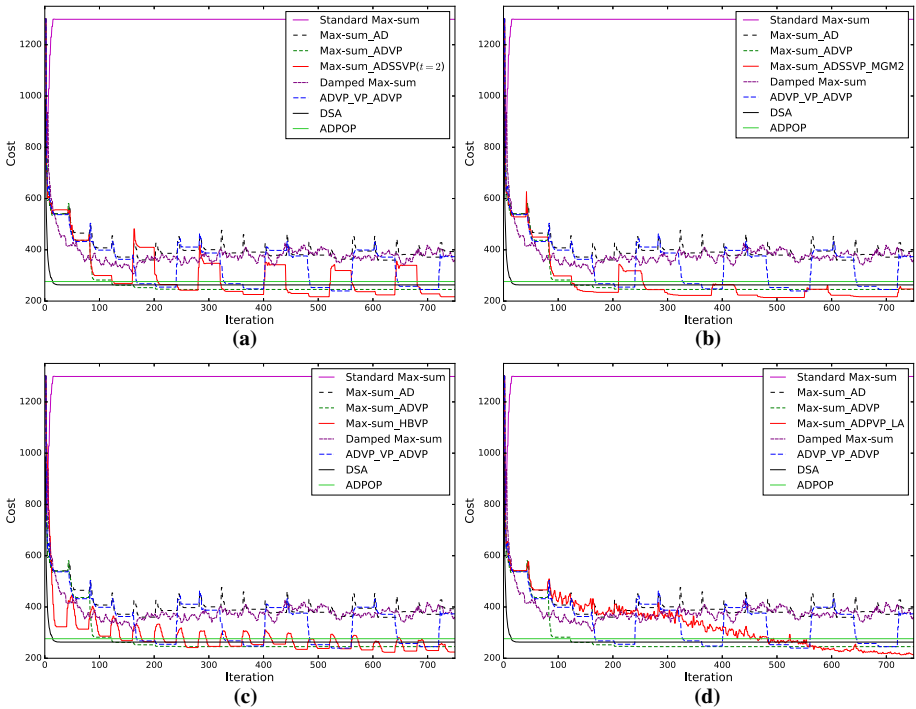 Standard Max-sum
Max-sum_AD
Max-sum_ADVP
Max-sum_ADSSVP(t = 2)
Damped Max-sum
ADVP_VP_ADVP
DSA
ADPOP
Cost
1200
1000
800
600
400
200
0 100 200 300 400 500 600 700
Iteration
(a)
Standard Max-sum
Max-sum_AD
Max-sum_ADVP
Max-sum_ADSSVP_MGM2
Damped Max-sum
ADVP_VP_ADVP
DSA
ADPOP
Cost
1200
1000
800
600
400
200
0 100 200 300 400 500 600 700
Iteration
(b)
Standard Max-sum
Max-sum_AD
Max-sum_ADVP
Max-sum_HBVP
Damped Max-sum
ADVP_VP_ADVP
DSA
ADPOP
Cost
1200
1000
800
600
400
200
0 100 200 300 400 500 600 700
Iteration
(c)
Standard Max-sum
Max-sum_AD
Max-sum_ADVP
Max-sum_ADPVP_LA
Damped Max-sum
ADVP_VP_ADVP
DSA
ADPOP
Cost
1200
1000
800
600
400
200
0 100 200 300 400 500 600 700
Iteration
(d)